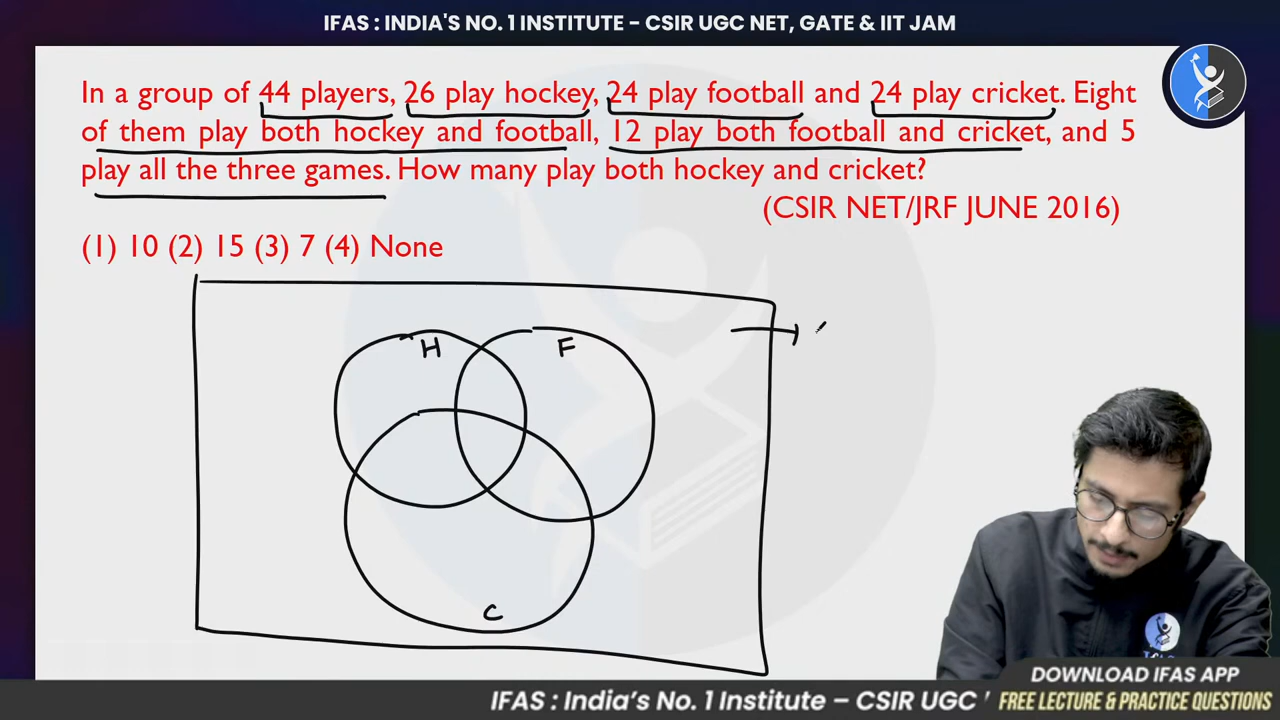 IFAS : INDIA'S NO. 1 INSTITUTE – CSIR UGC NET, GATE & IIT JAM
In a group of 44 players, 26 play hockey, 24 play football and 24 play cricket. Eight
of them play both hockey and football, 12 play both football and cricket, and 5
play all the three games. How many play both hockey and cricket?
(CSIR NET/JRF JUNE 2016)
(1) 10 (2) 15 (3) 7 (4) None
H
F
C
DOWNLOAD IFAS APP
IFAS : India's No. 1 Institute – CSIR UGC
FREE LECTURE & PRACTICE QUESTIONS